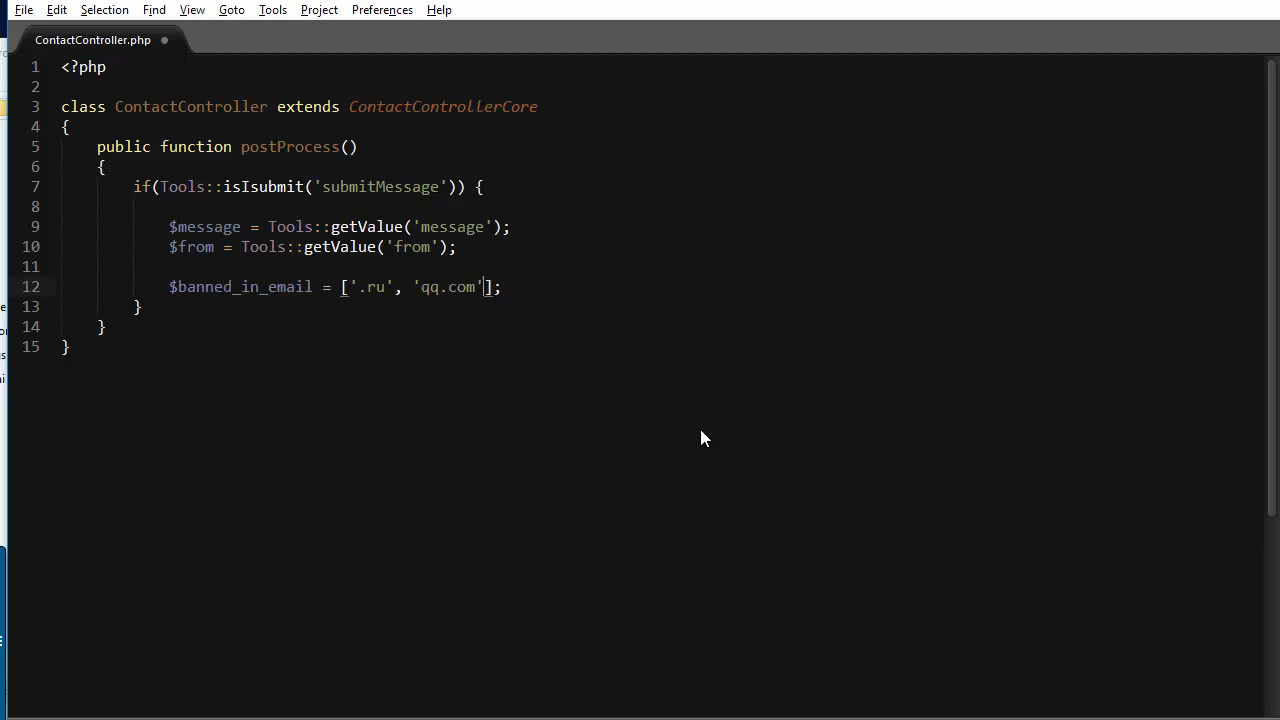 File Edit Selection Find View Goto Tools Project Preferences Help
ContactController.php
1 <?php
2
3 class ContactController extends ContactControllerCore
4 {
5 public function postProcess()
6 {
7 if(Tools::isIsubmit('submitMessage')) {
8
9 $message = Tools::getValue('message');
10 $from = Tools::getValue('from');
11
12 $banned_in_email = ['.ru', 'qq.com'];
13 }
14 }
15 }